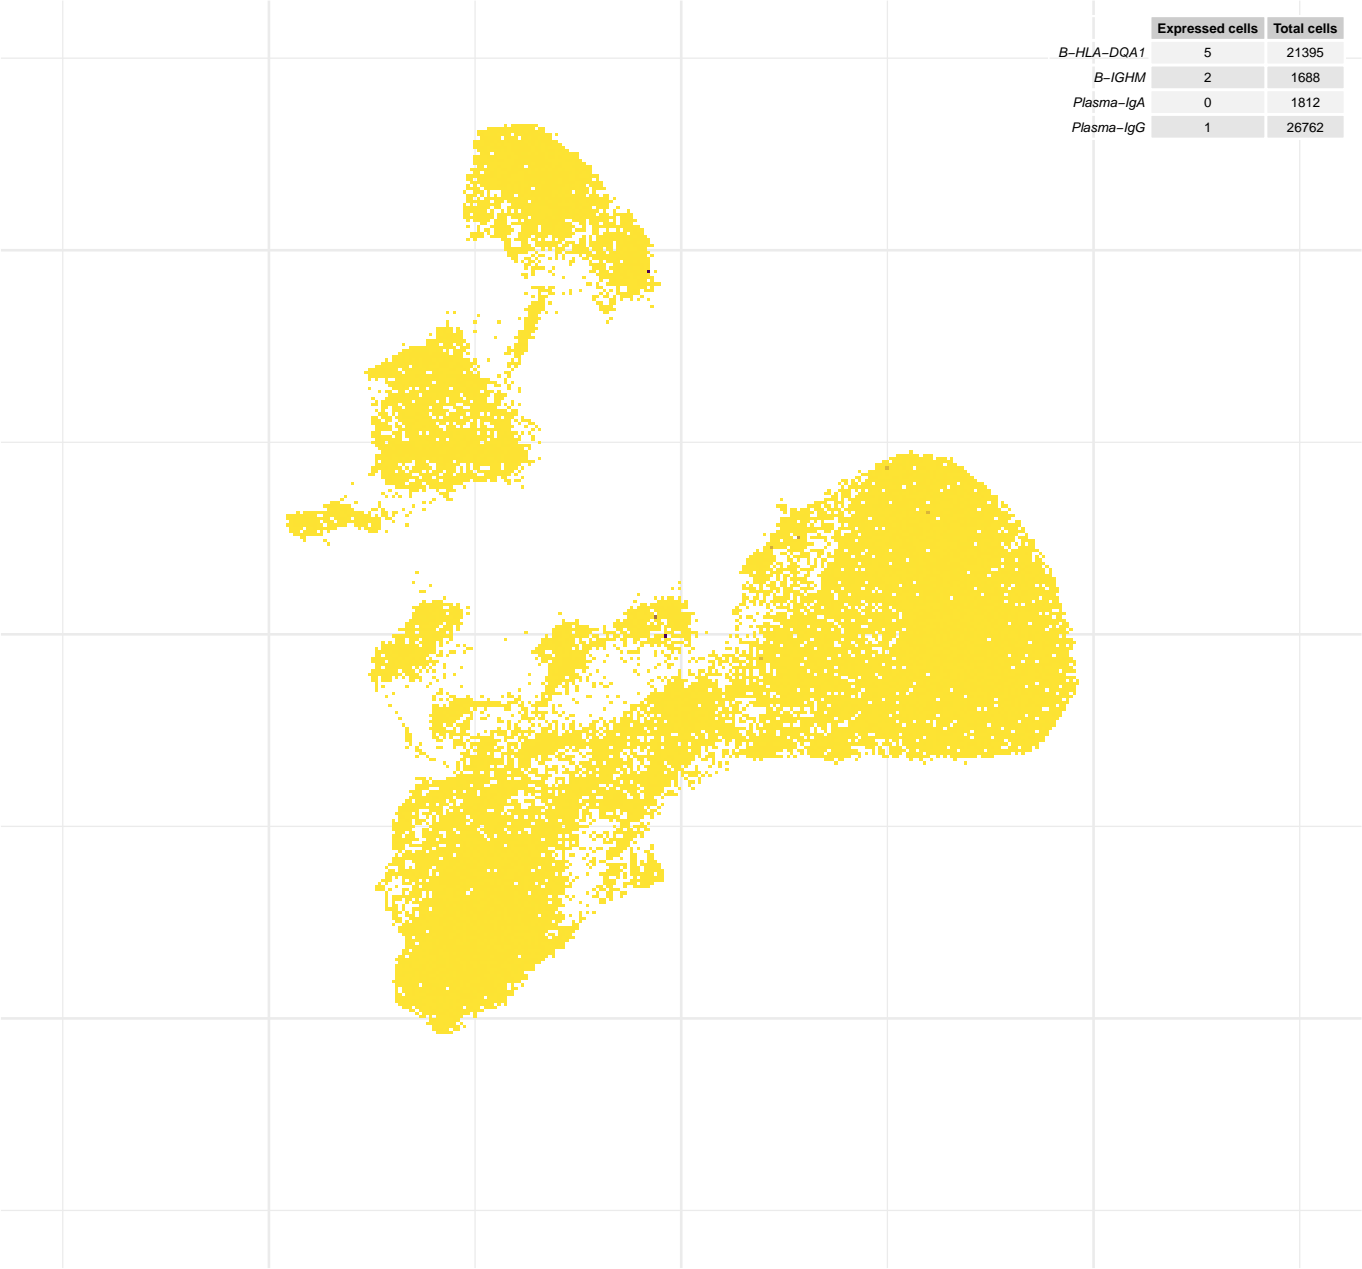 Expressed cells Total cells
B−HLA−DQA1 5 21395
B−IGHM 2 1688
Plasma−IgA 0 1812
Plasma−IgG 1 26762